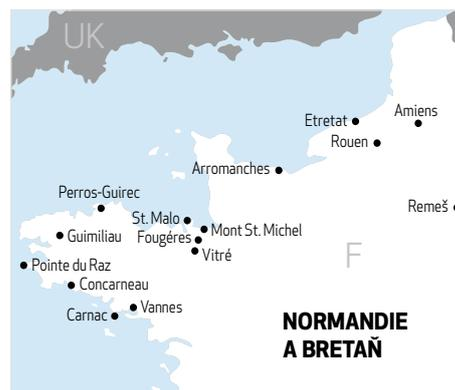 UK
Amiens
Etretat
Rouen
Arromanches
Perros-Guirec
Remeš
St. Malo
Mont St. Michel
Guimiliau
Fougéres
F
Vitré
Pointe du Raz
Concarneau
Vannes
Carnac
NORMANDIE
A BRETAŇ